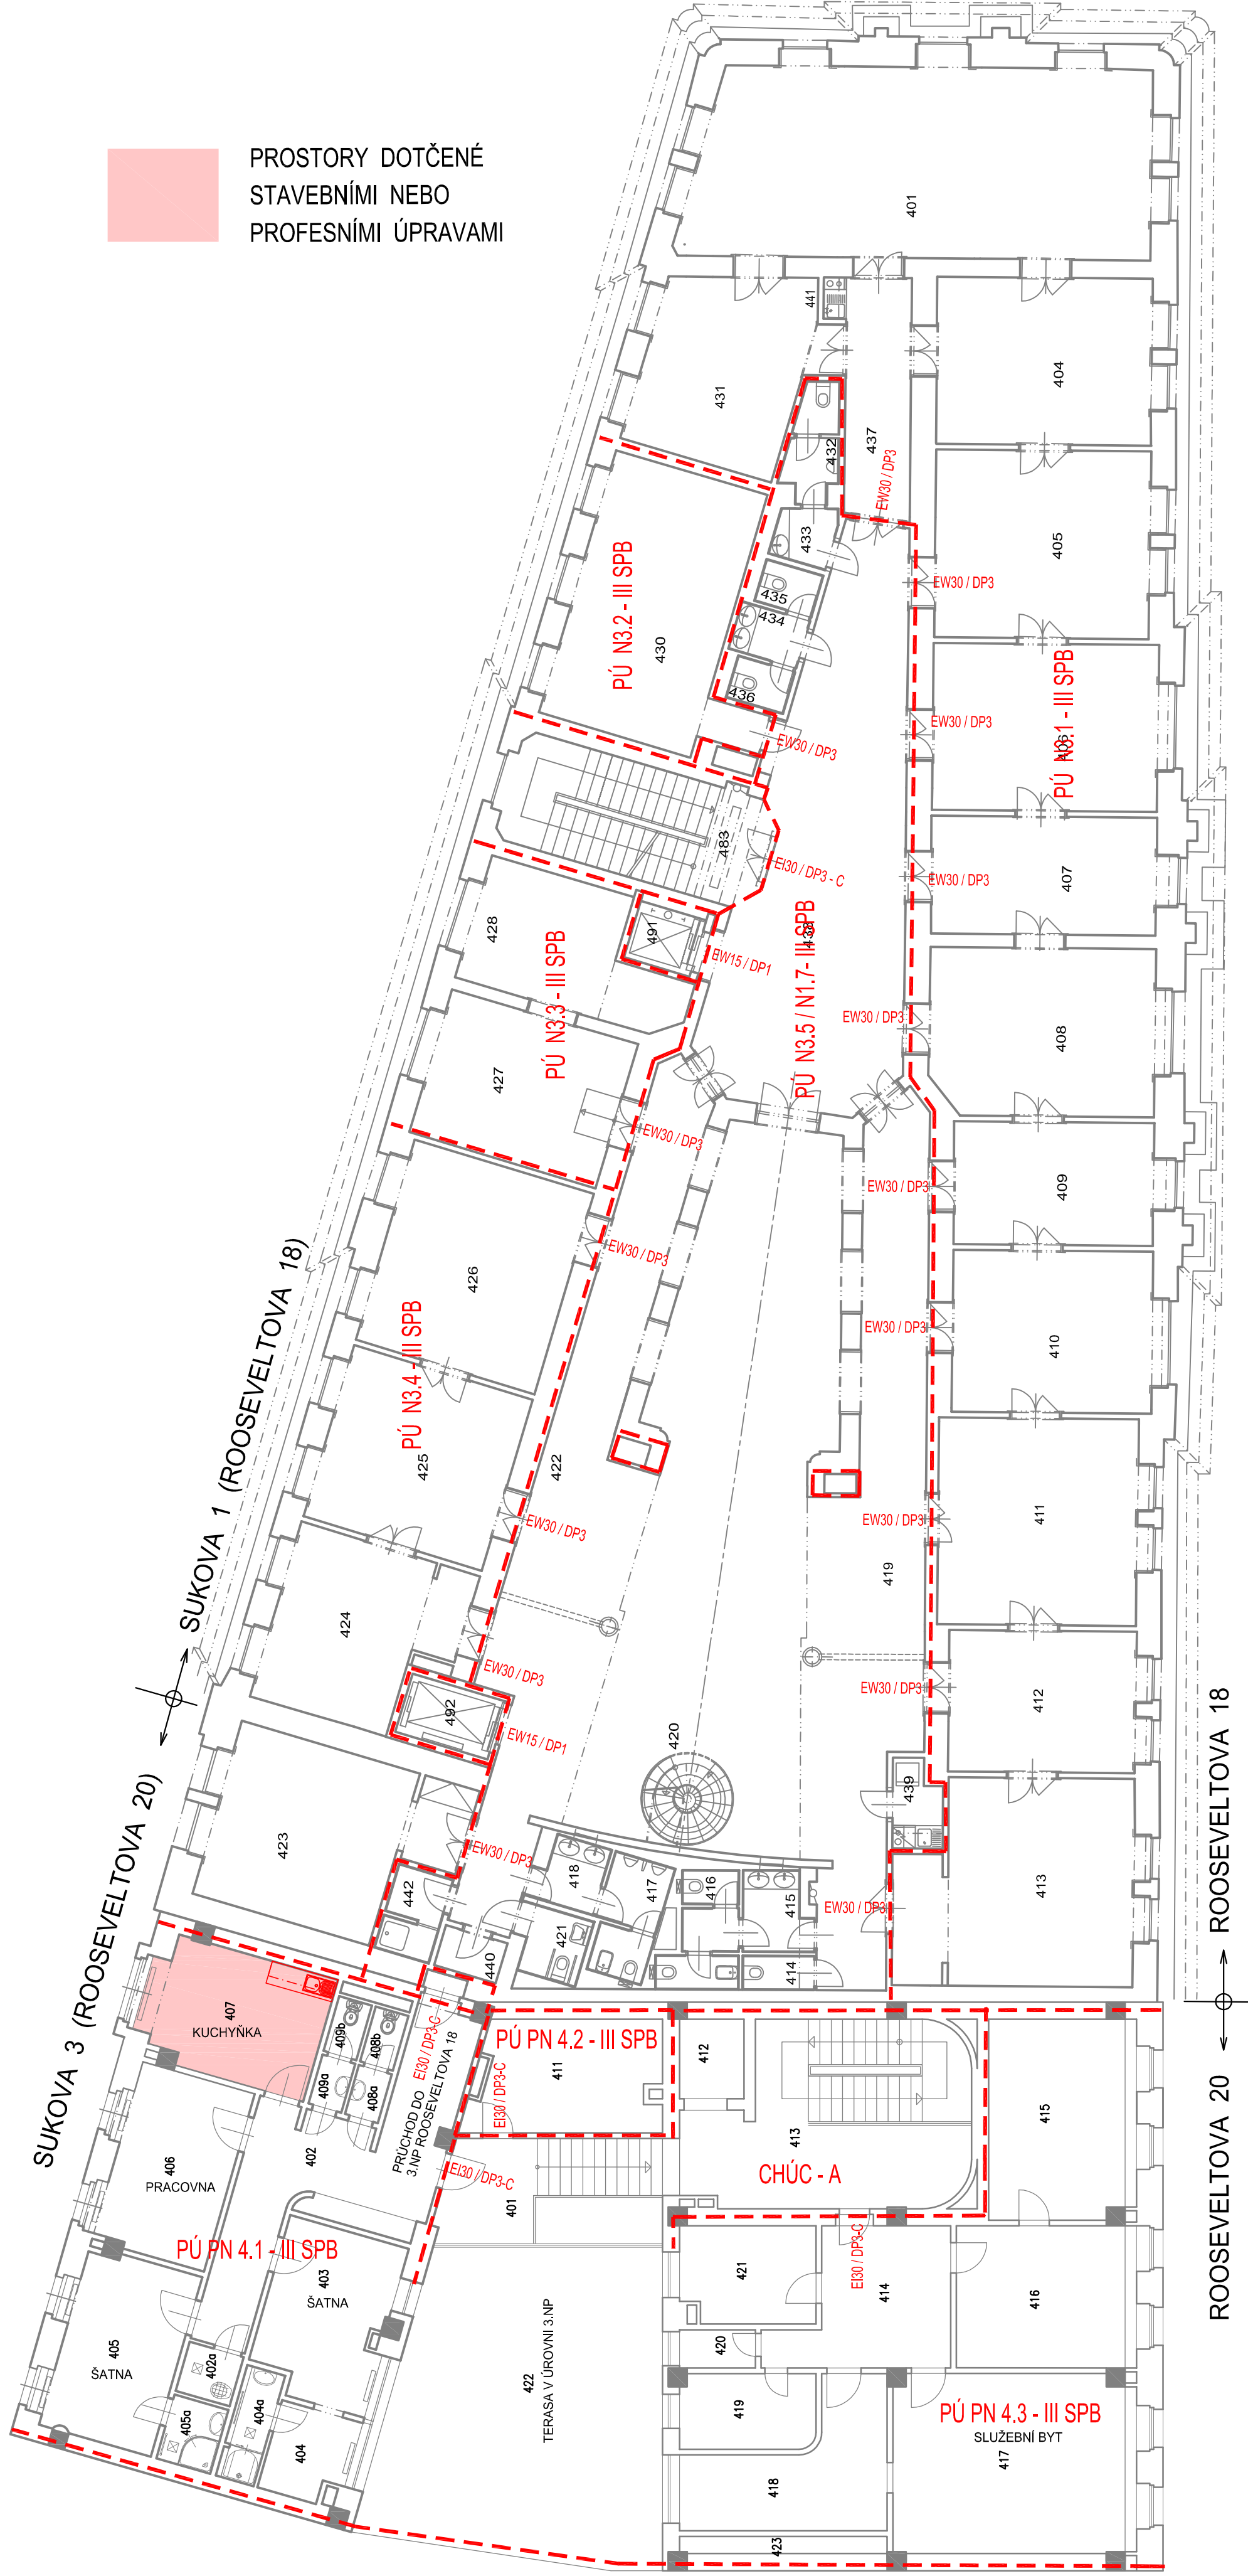 PROSTORY DOTČENÉ
STAVEBNÍMI NEBO
PROFESNÍMI ÚPRAVAMI
401
441
404
431
432
437
EW30 / DP3
433
405
EW30 / DP3
435
434
PÚ N3.2 - III SPB
430
436
PÚ N3.1 - III SPB
406
EW30 / DP3
EW30 / DP3
483
EI30 / DP3 - C
407
EW30 / DP3
428
491
EW15 / DP1
PÚ N3.3 - III SPB
PÚ N3.5 / N1.7- III SPB
EW30 / DP3
408
427
EW30 / DP3
EW30 / DP3
409
426
EW30 / DP3
SUKOVA 1 (ROOSEVELTOVA 18)
PÚ N3.4 - III SPB
EW30 / DP3
410
425
422
EW30 / DP3
EW30 / DP3
411
419
424
EW30 / DP3
EW30 / DP3
412
492
EW15 / DP1
420
439
SUKOVA 3 (ROOSEVELTOVA 20)
423
EW30 / DP3
418
417
416
415
413
442
421
EW30 / DP3
440
414
ROOSEVELTOVA 18
407
KUCHYŇKA
409b
408b
409a
408a
EI30 / DP3-C
PRŮCHOD DO
3.NP ROOSEVELTOVA 18
PÚ PN 4.2 - III SPB
411
EI30 / DP3-C
412
413
415
CHÚC - A
406
PRACOVNA
402
EI30 / DP3-C
401
PÚ PN 4.1 - III SPB
403
ŠATNA
421
EI30 / DP3-C
414
416
ROOSEVELTOVA 20
405
ŠATNA
402a
404a
405a
404
422
TERASA V ÚROVNI 3.NP
420
419
PÚ PN 4.3 - III SPB
SLUŽEBNÍ BYT
417
418
423